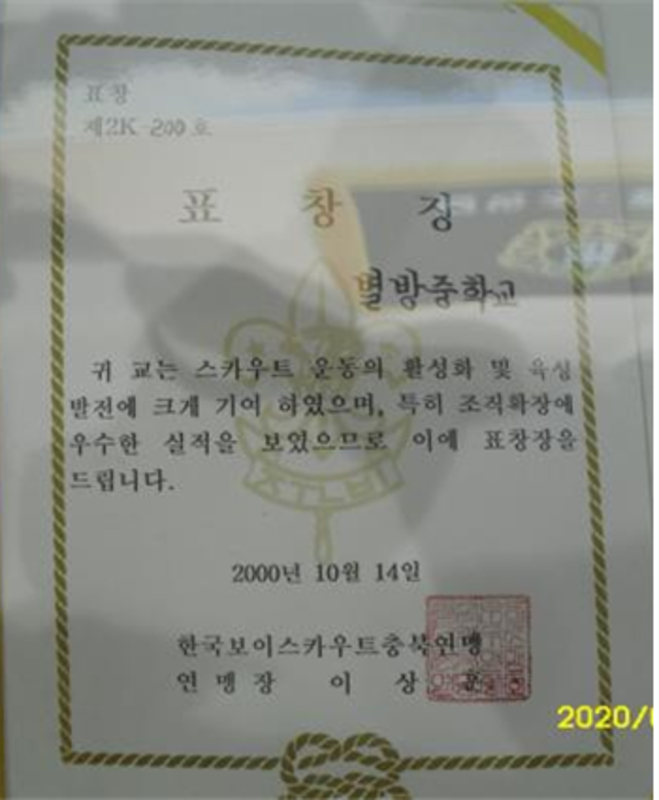 표창
제2K-200호
표 창 장
별방중학교
귀 교는 스카우트 운동의 활성화 및 육성
발전에 크게 기여 하였으며, 특히 조직확장에
우수한 실적을 보였으므로 이에 표창장을
드립니다.
준비
2000년 10월 14일
한국보이스카우트충북연맹
연 맹 장 이 상 훈
2020/0